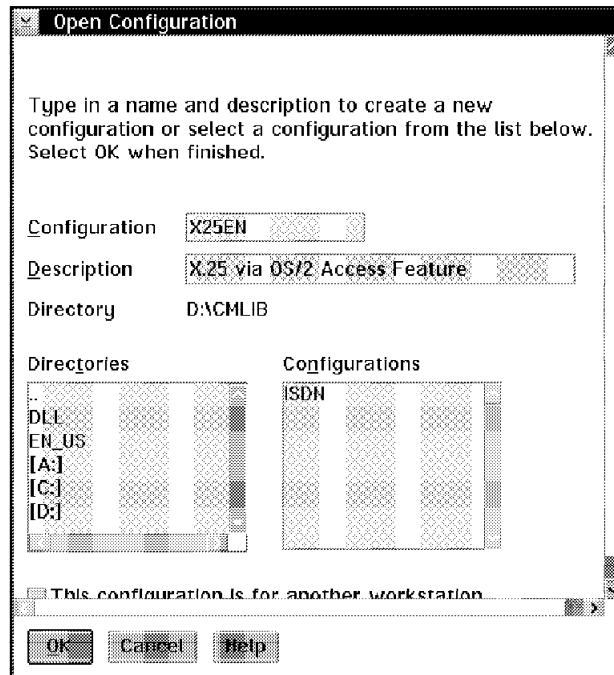 Open Configuration
Type in a name and description to create a new
configuration or select a configuration from the list below.
Select OK when finished.
Configuration X25EN
Description X.25 via OS/2 Access Feature
Directory D:\CMLIB
Directories Configurations
.. ISDN
DLL
EN_US
[A:]
[C:]
[D:]
This configuration is for another workstation
OK Cancel Help